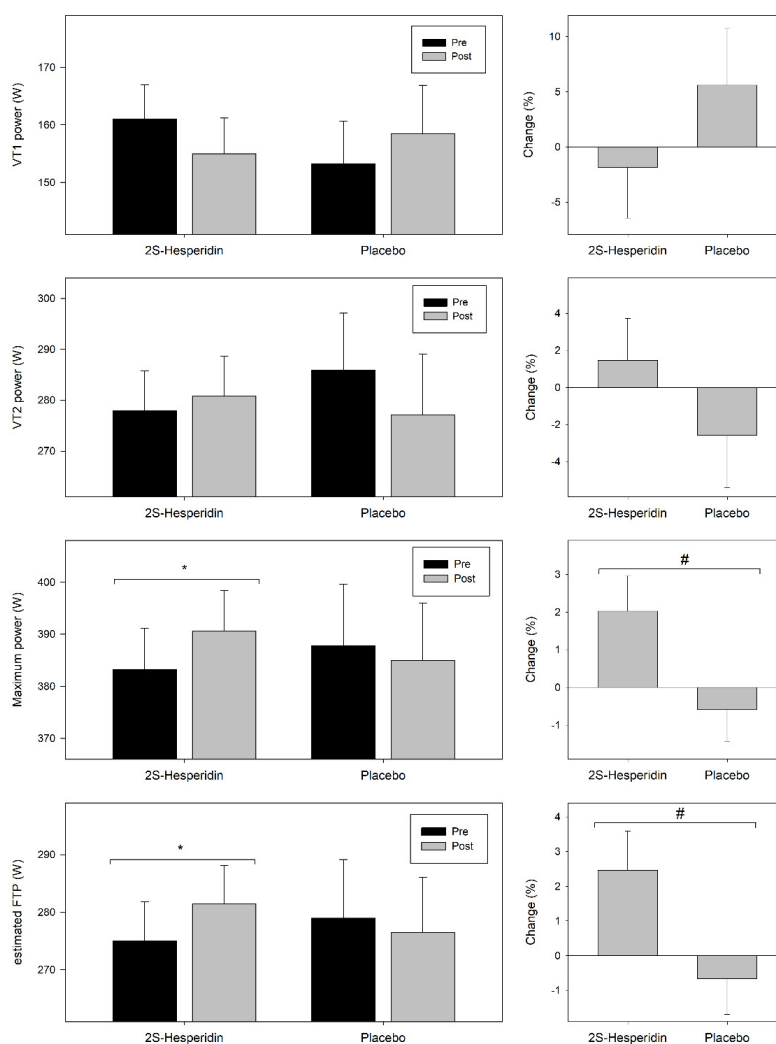 VT1 power (W)
170
160
150
Pre
Post
2S-Hesperidin
Placebo
Change (%)
10
5
0
-5
2S-Hesperidin
Placebo
VT2 power (W)
300
290
280
270
Pre
Post
2S-Hesperidin
Placebo
Change (%)
4
2
0
-2
-4
2S-Hesperidin
Placebo
Maximum power (W)
400
390
380
370
*
Pre
Post
2S-Hesperidin
Placebo
Change (%)
3
2
1
0
-1
#
2S-Hesperidin
Placebo
estimated FTP (W)
290
280
270
*
Pre
Post
2S-Hesperidin
Placebo
Change (%)
4
3
2
1
0
-1
#
2S-Hesperidin
Placebo